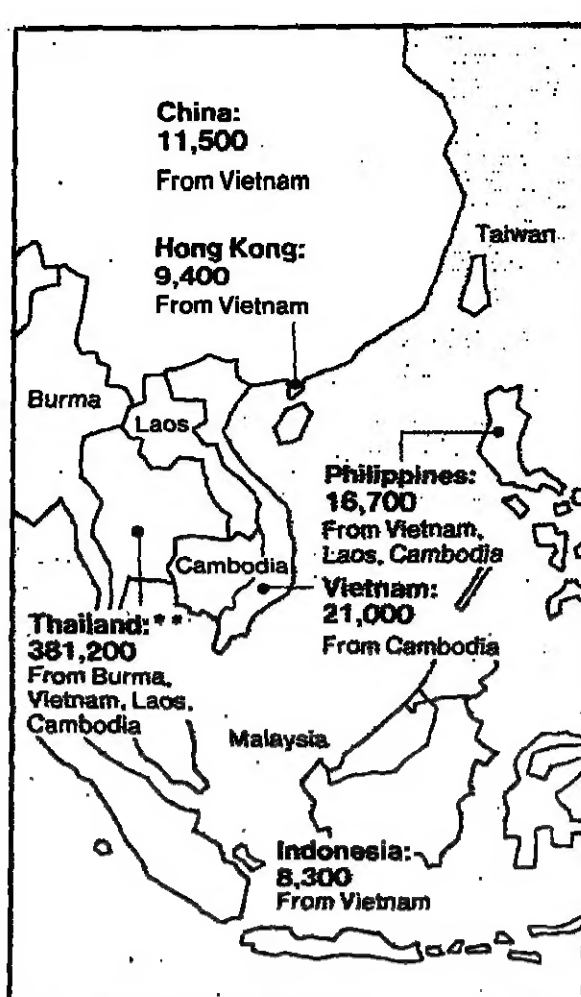 China:
11,500
From Vietnam
Hong Kong:
9,400
From Vietnam
Taiwan
Burma
Laos
Philippines:
16,700
From Vietnam,
Laos, Cambodia
Cambodia
Vietnam:
21,000
From Cambodia
Thailand:**
381,200
From Burma,
Vietnam, Laos,
Cambodia
Malaysia
Indonesia:
8,300
From Vietnam